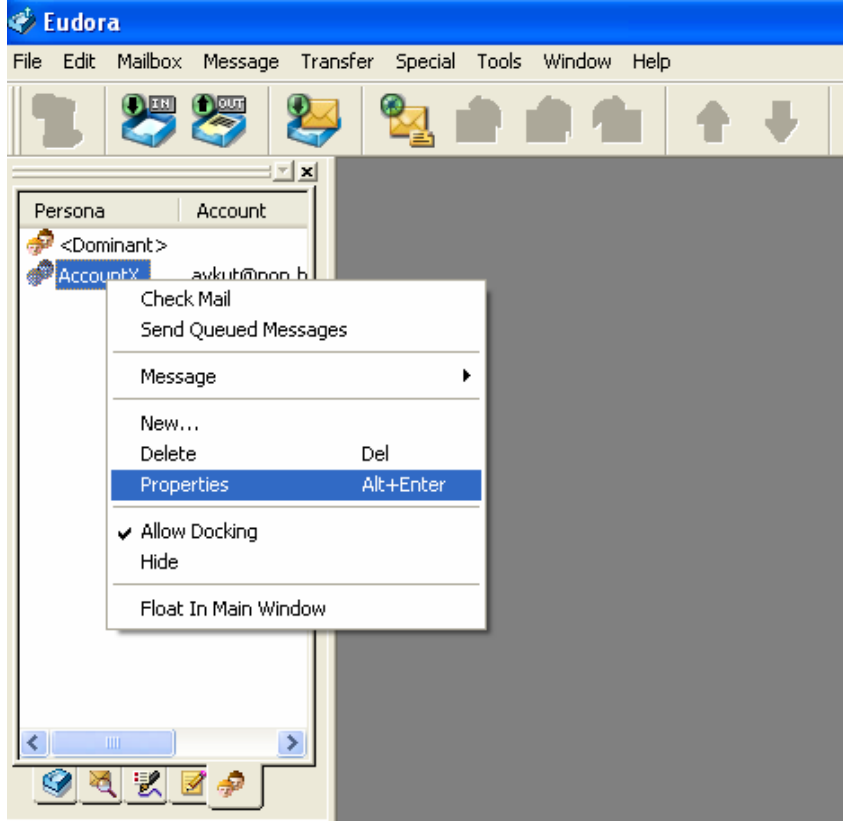 Eudora
File Edit Mailbox Message Transfer Special Tools Window Help
IN OUT
Persona Account
<Dominant>
AccountX
Check Mail
Send Queued Messages
Message
New...
Delete Del
Properties Alt+Enter
Allow Docking
Hide
Float In Main Window